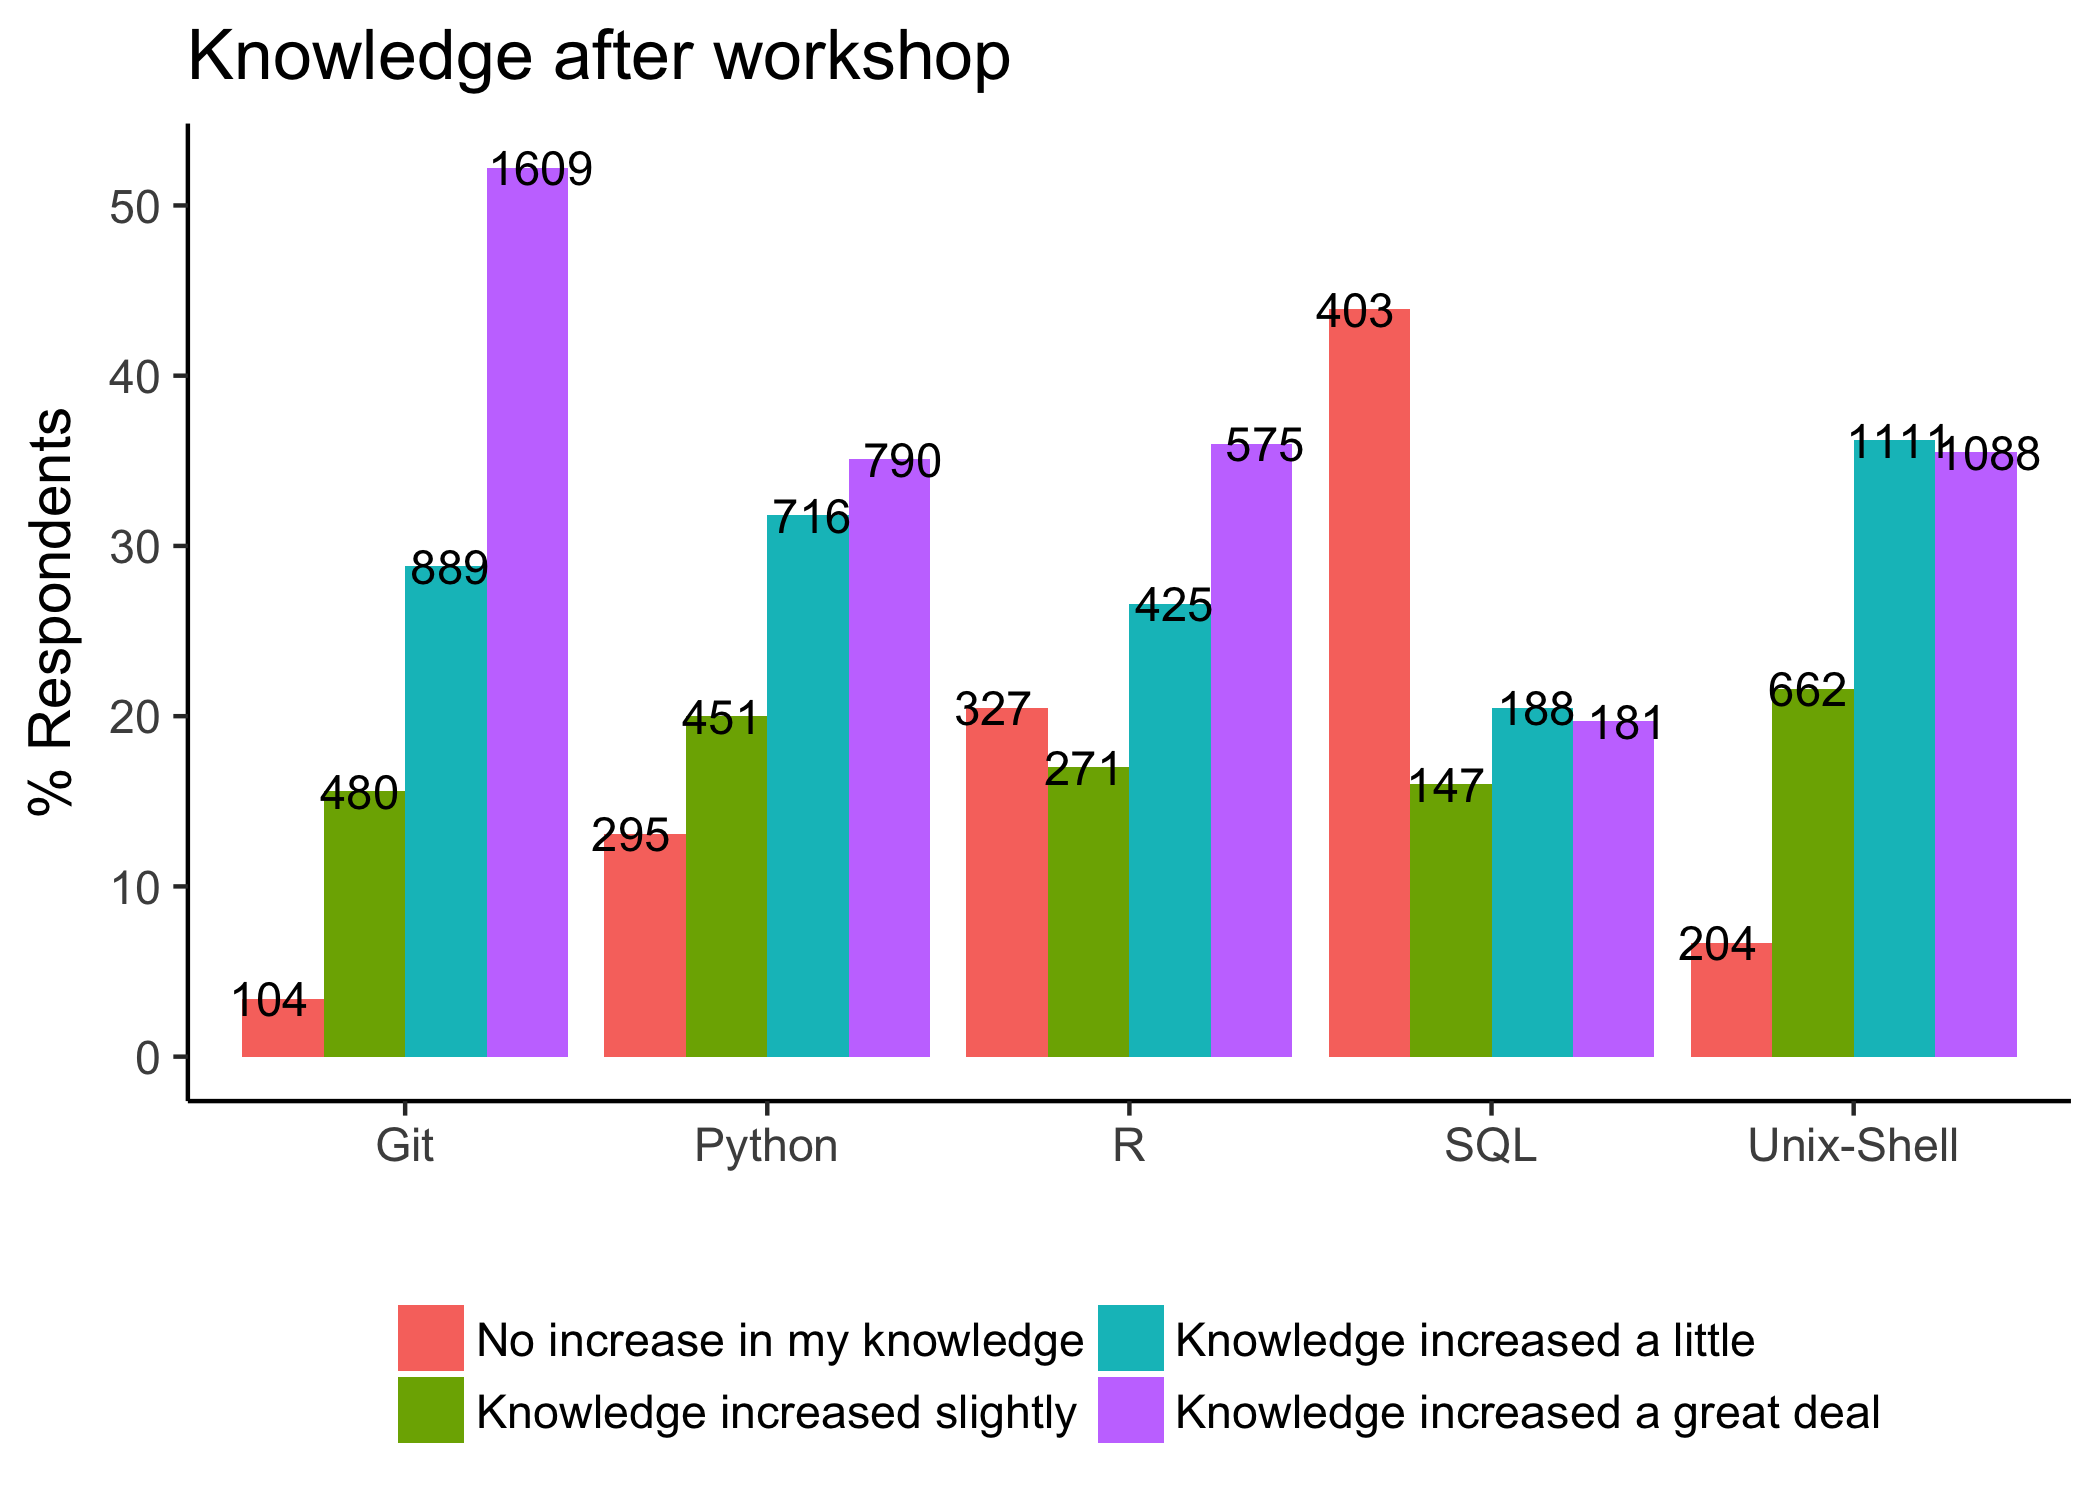 Knowledge after workshop
% Respondents
50
40
30
20
10
0
104
480
889
1609
295
451
716
790
327
271
425
575
403
147
188
181
204
662
1111
1088
Git
Python
R
SQL
Unix-Shell
No increase in my knowledge
Knowledge increased a little
Knowledge increased slightly
Knowledge increased a great deal